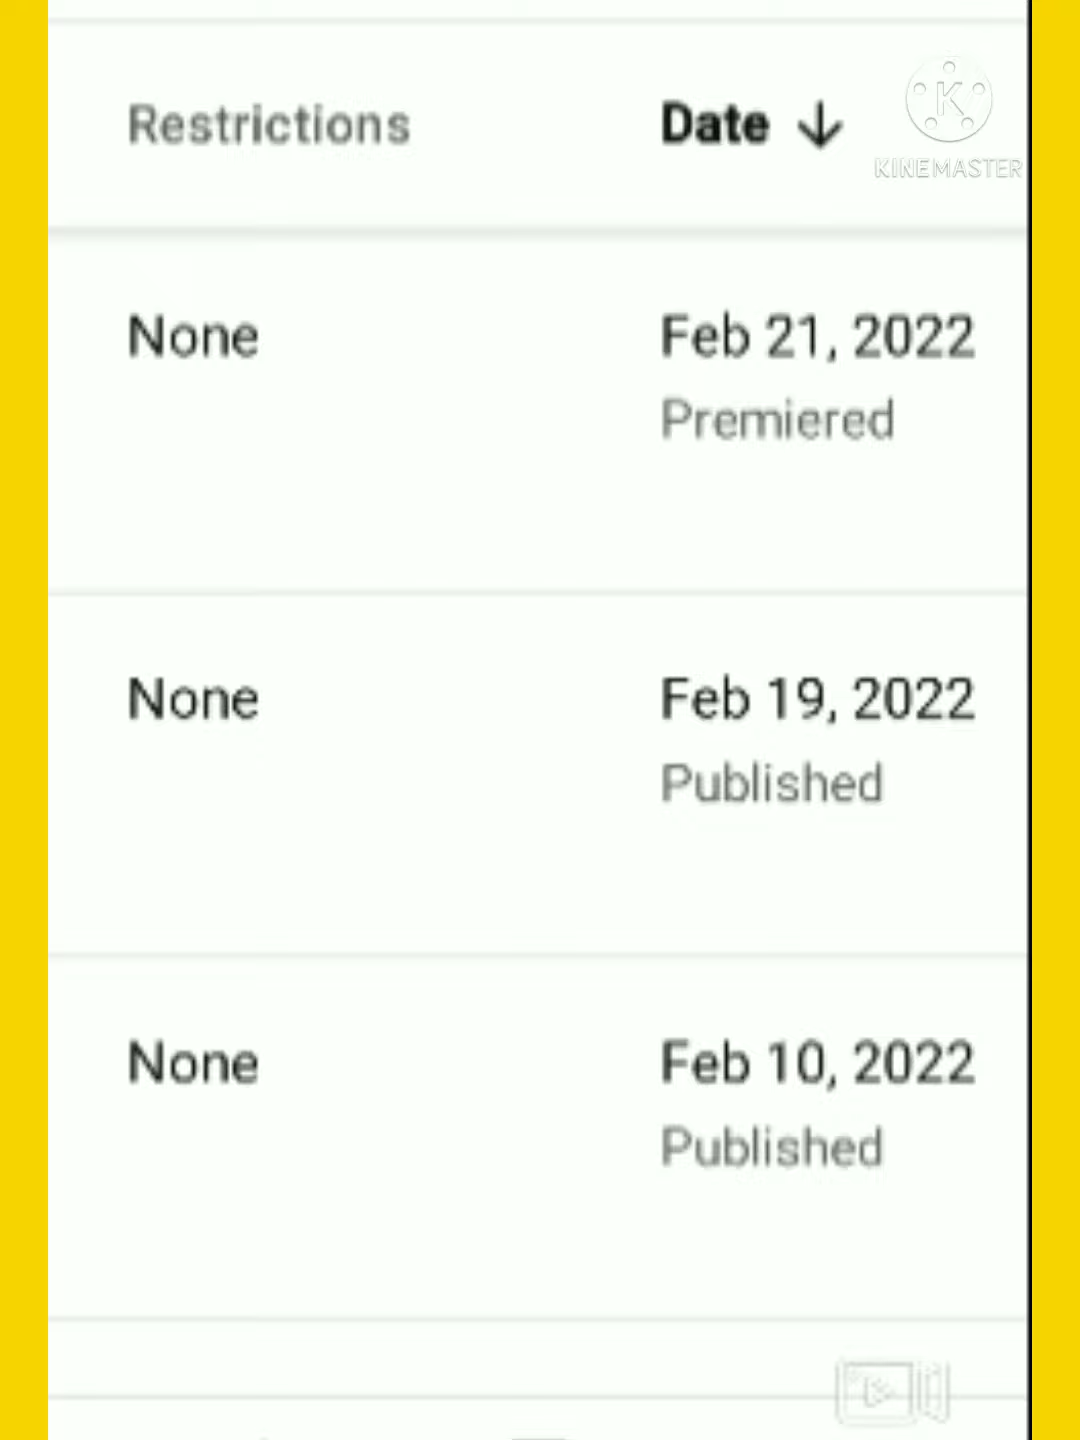 Restrictions Date ↓
K
KINEMASTER
None Feb 21, 2022
Premiered
None Feb 19, 2022
Published
None Feb 10, 2022
Published